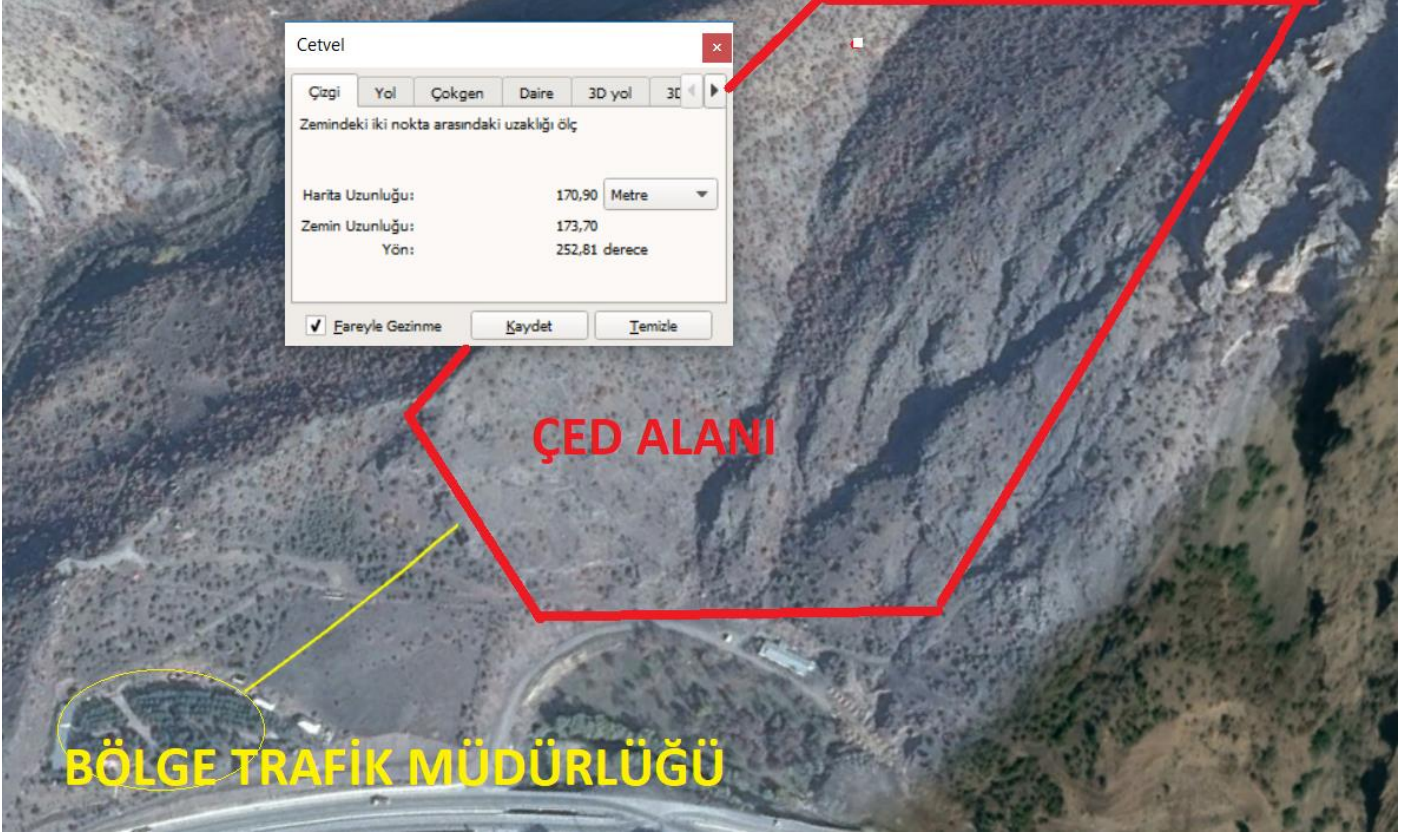 Cetvel
Çizgi Yol Çokgen Daire 3D yol
Zemindeki iki nokta arasındaki uzaklığı ölç
Harita Uzunluğu: 170,90 Metre
Zemin Uzunluğu: 173,70
Yön: 252,81 derece
Fareyle Gezinme Kaydet Temizle
ÇED ALANI
BÖLGE TRAFİK MÜDÜRLÜĞÜ